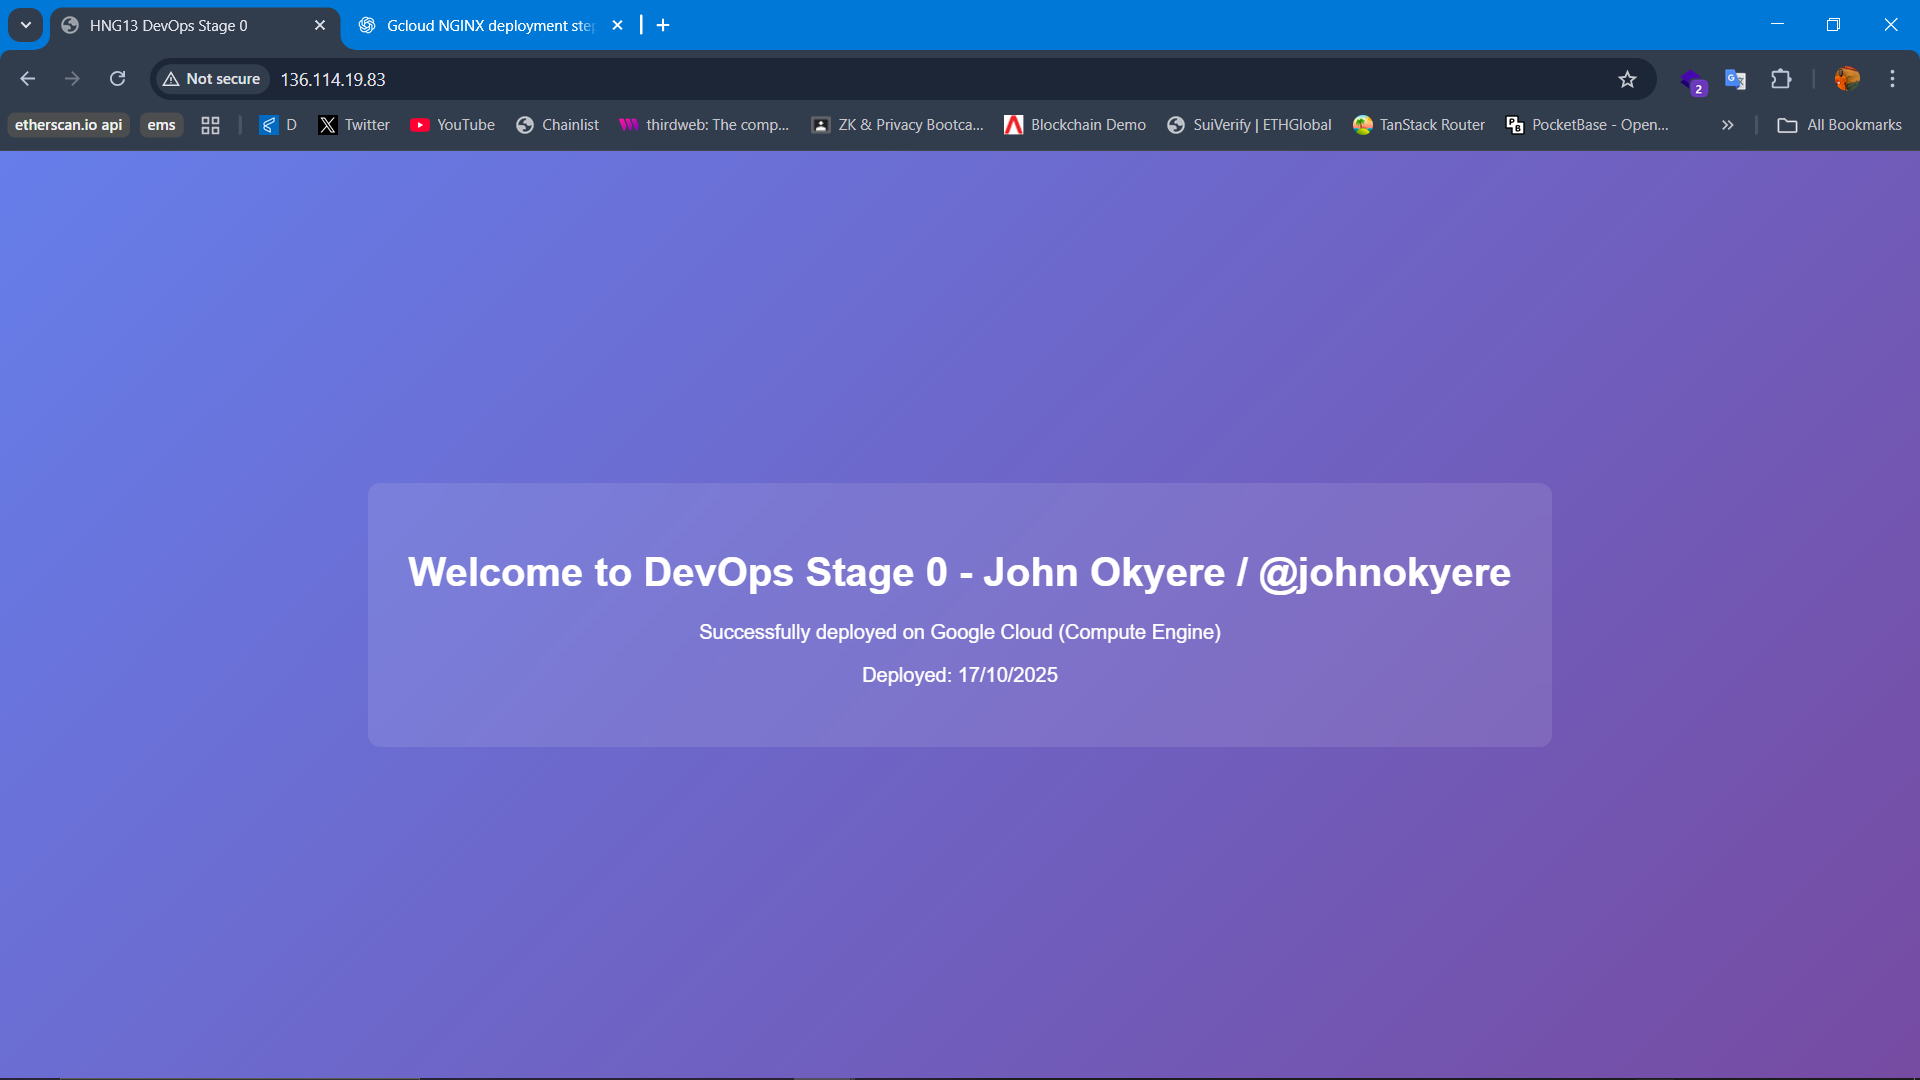 HNG13 DevOps Stage 0
Gcloud NGINX deployment ste
Not secure
136.114.19.83
2
etherscan.io api
ems
D
Twitter
YouTube
Chainlist
thirdweb: The comp...
ZK & Privacy Bootca...
Blockchain Demo
SuiVerify | ETHGlobal
TanStack Router
PocketBase - Open...
All Bookmarks
Welcome to DevOps Stage 0 - John Okyere / @johnokyere
Successfully deployed on Google Cloud (Compute Engine)
Deployed: 17/10/2025